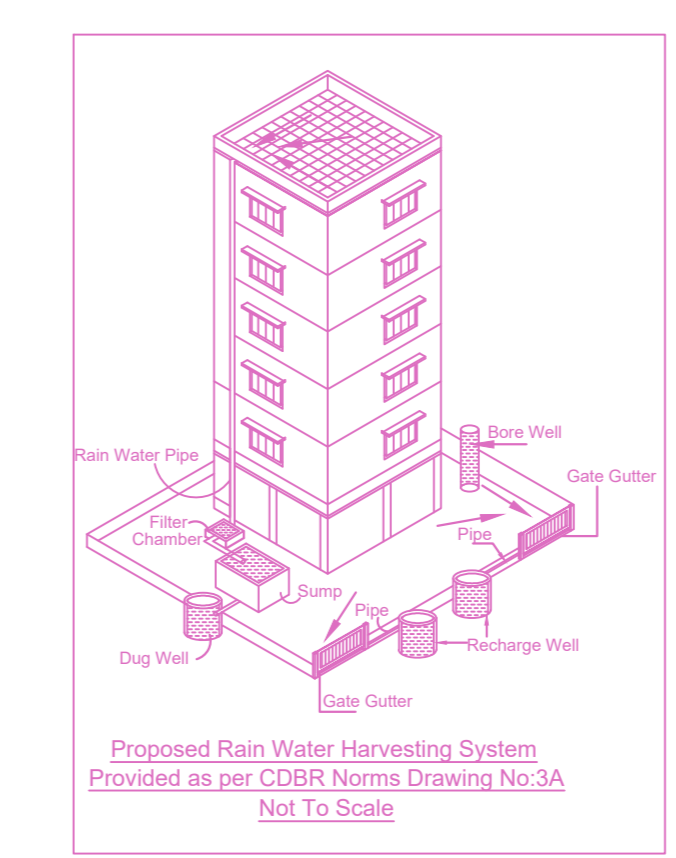 Bore Well
Rain Water Pipe
Gate Gutter
Filter
Chamber
Pipe
Sump
Pipe
Recharge Well
Dug Well
Gate Gutter
Proposed Rain Water Harvesting System
Provided as per CDBR Norms Drawing No:3A
Not To Scale